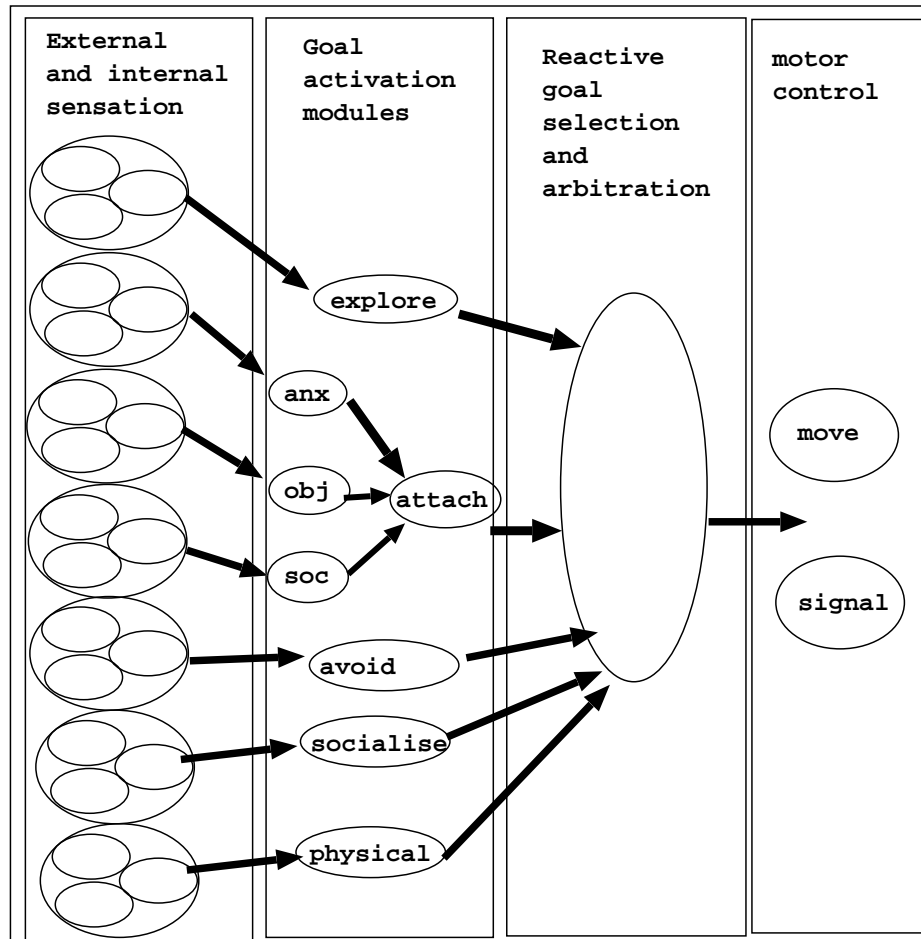 External
and internal
sensation
Goal
activation
modules
Reactive
goal
selection
and
arbitration
motor
control
explore
anx
obj
attach
soc
avoid
socialise
physical
move
signal